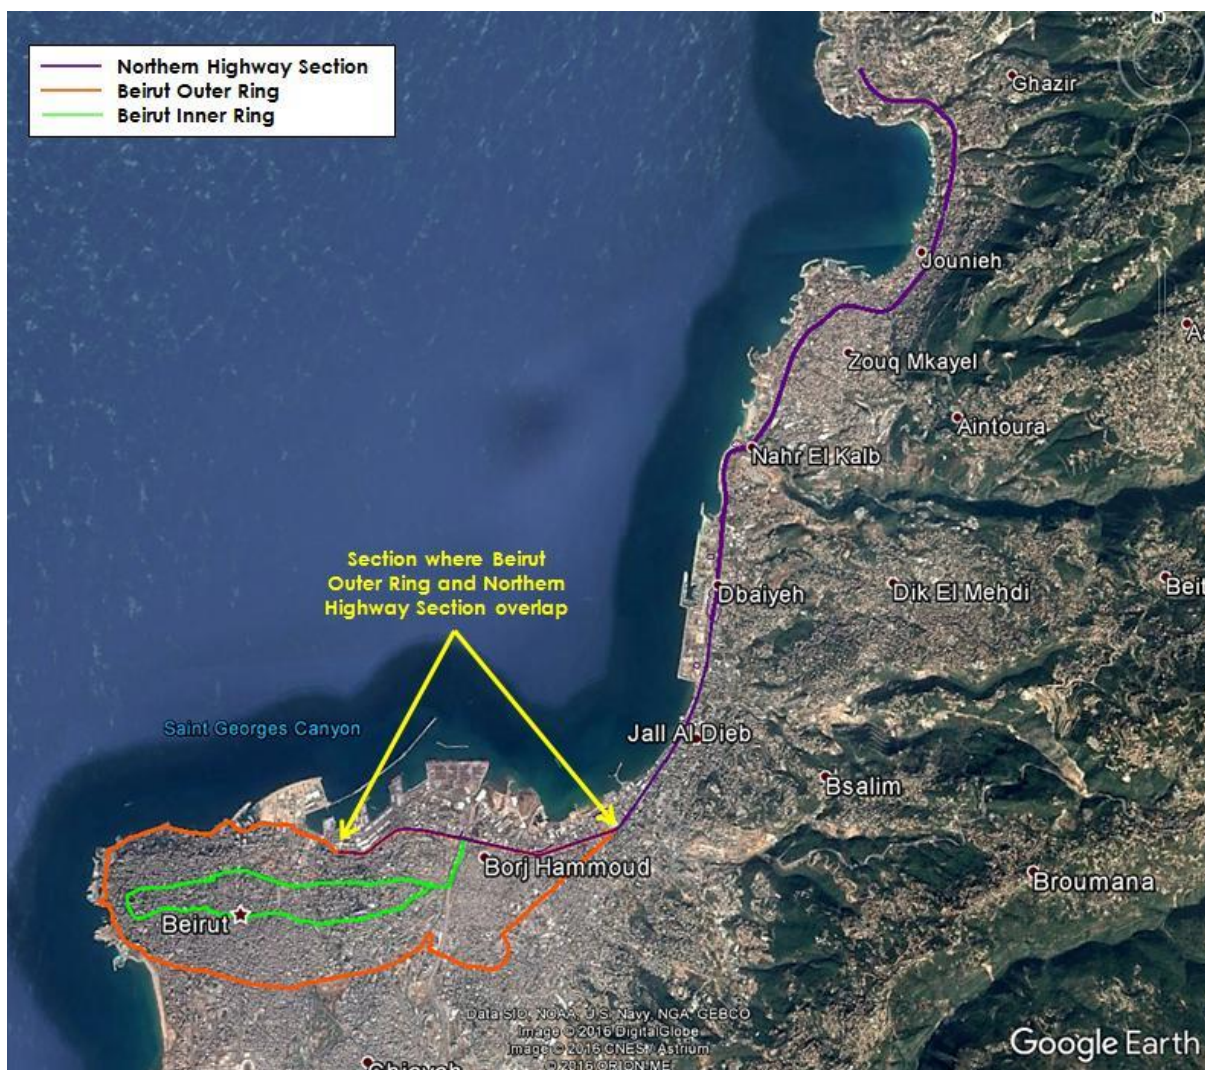 Northern Highway Section
Beirut Outer Ring
Beirut Inner Ring
N
Ghazir
Jounieh
Zouq Mkayel
Aintoura
Nahr El Kalb
Section where Beirut
Outer Ring and Northern
Highway Section overlap
Dbaiyeh
Dik El Mehdi
Beit
Saint Georges Canyon
Jall Al Dieb
Bsalim
Borj Hammoud
Broumana
Beirut
Data SIO, NOAA, U.S. Navy, NGA, GEBCO
Image © 2016 DigitalGlobe
Image © 2016 CNES / Astrium
© 2016 ORION-ME
Google Earth